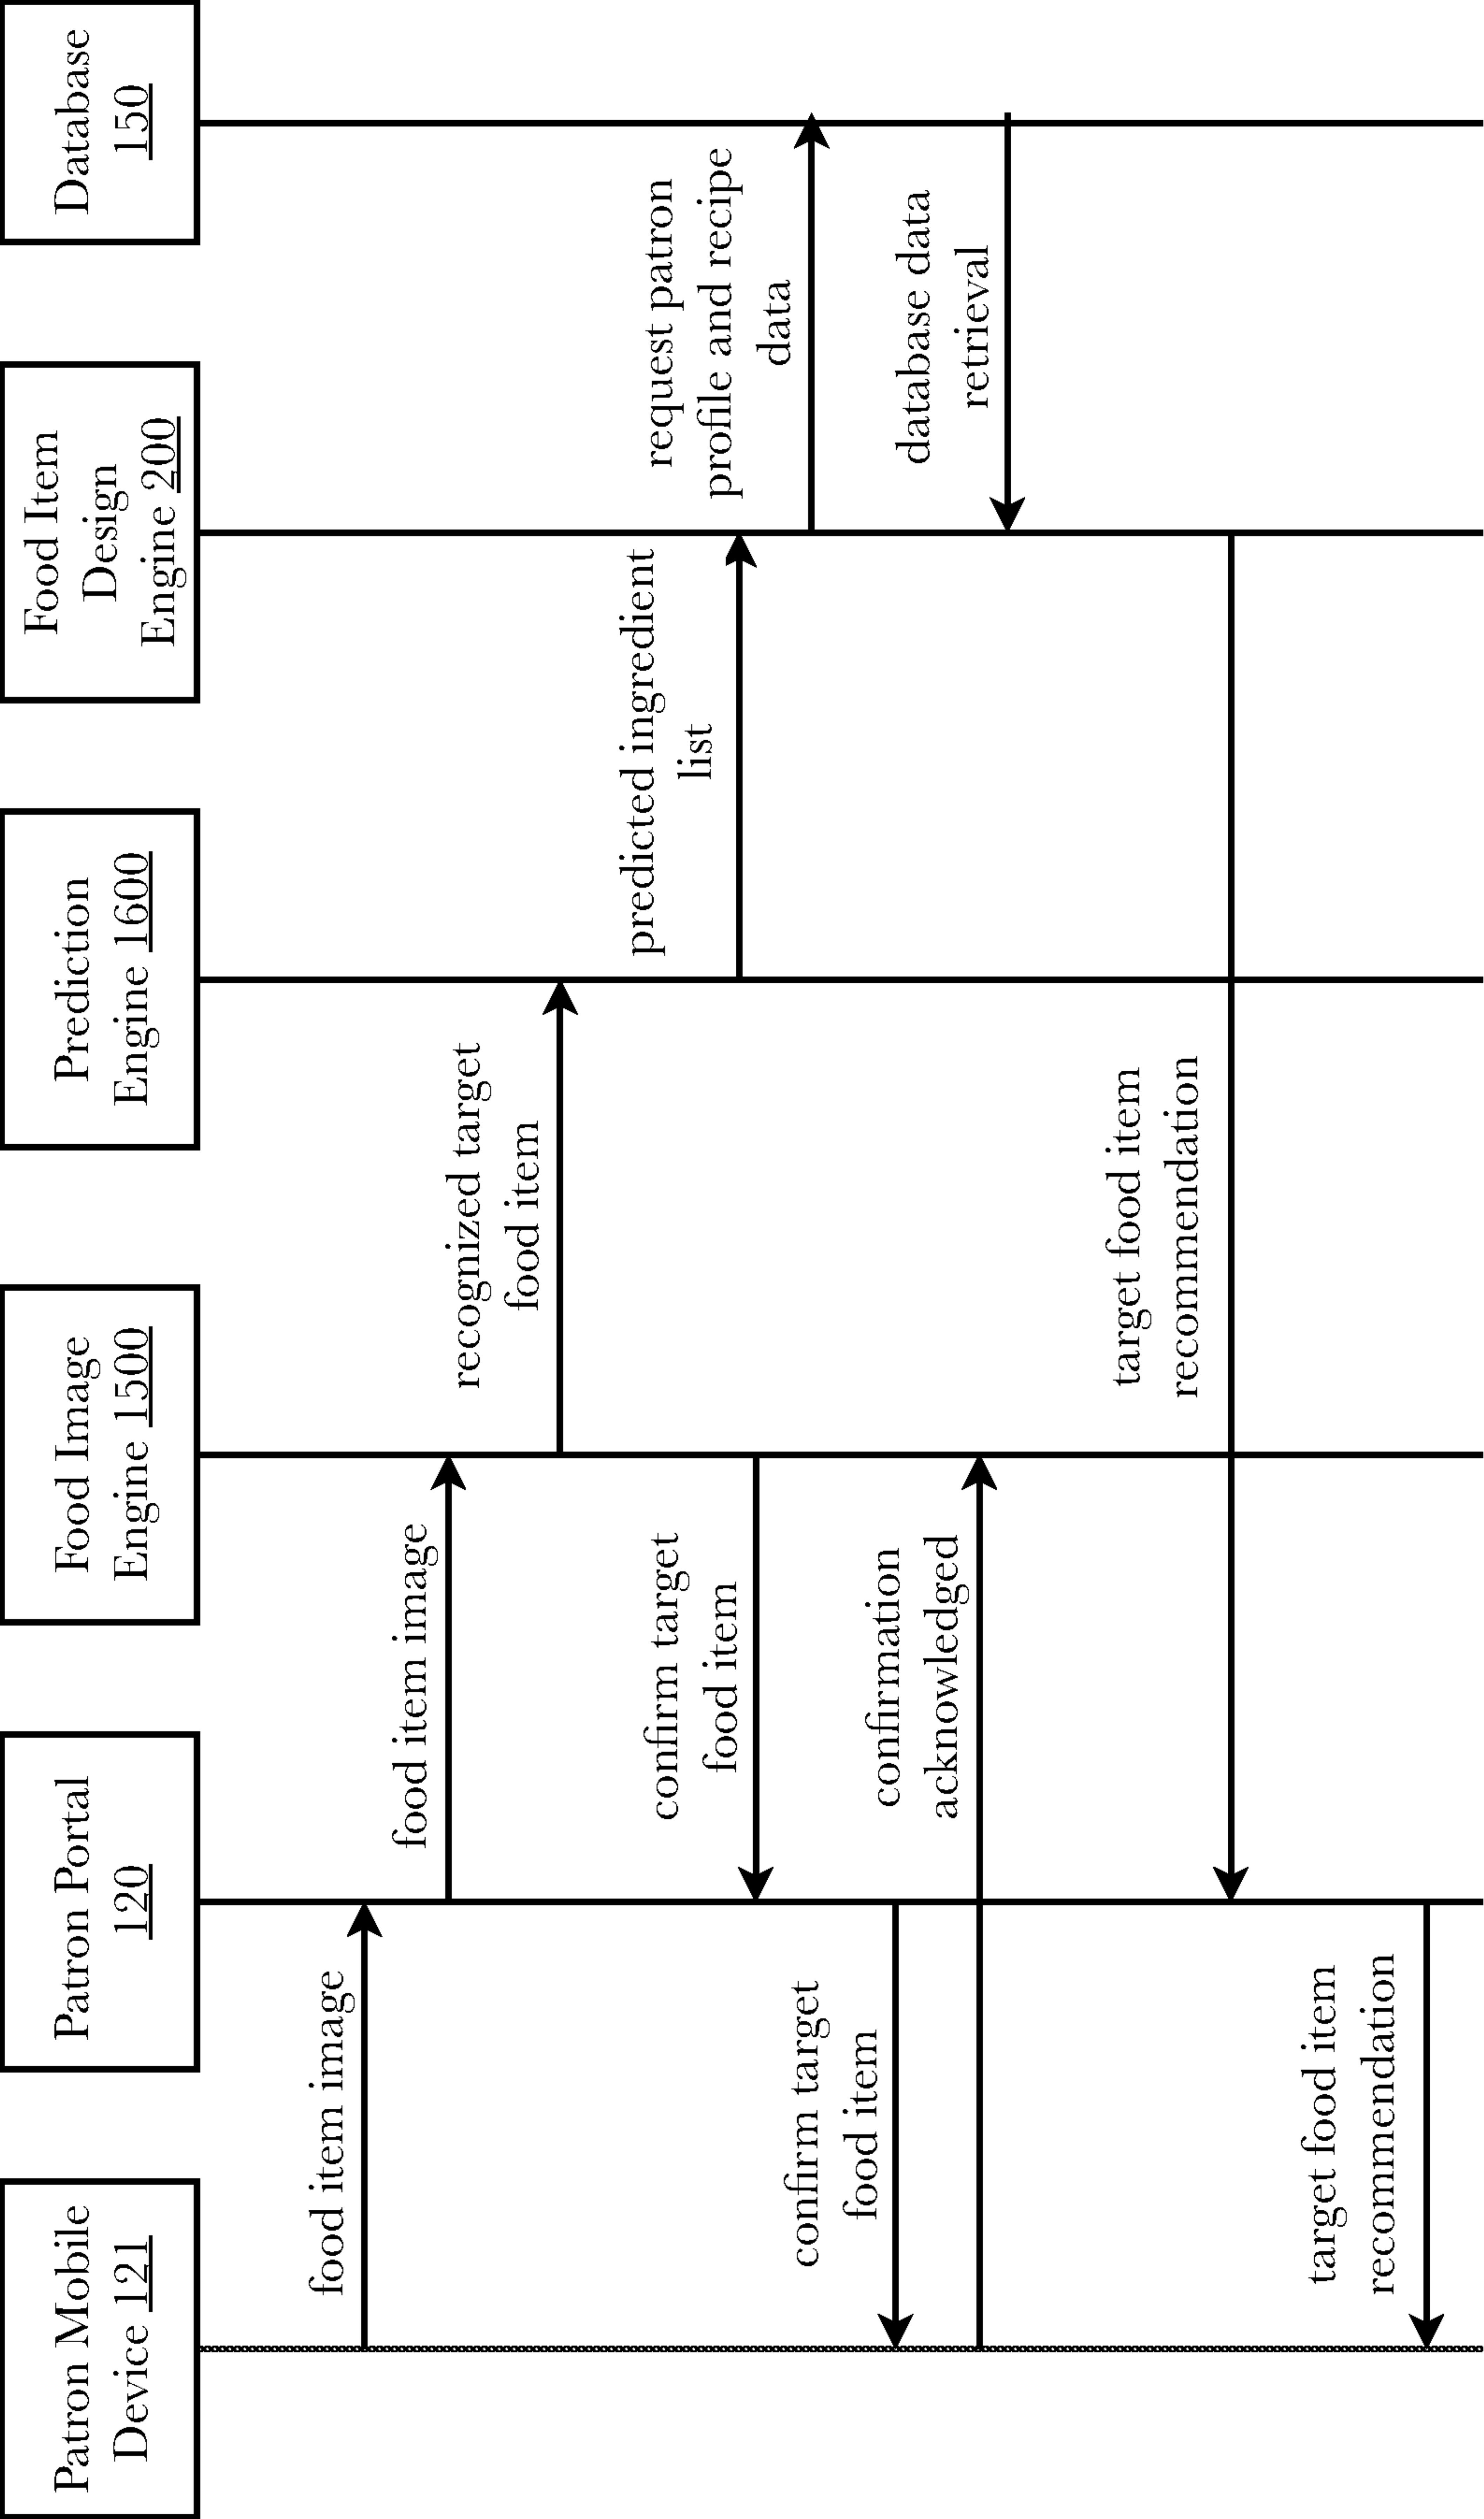 Patron Mobile
Device 121
Patron Portal
120
Food Image
Engine 1500
Prediction
Engine 1600
Food Item
Design
Engine 200
Database
150
food item image
food item image
recognized target
food item
predicted ingredient
list
request patron
profile and recipe
data
confirm target
food item
confirm target
food item
confirmation
acknowledged
database data
retrieval
target food item
recommendation
target food item
recommendation